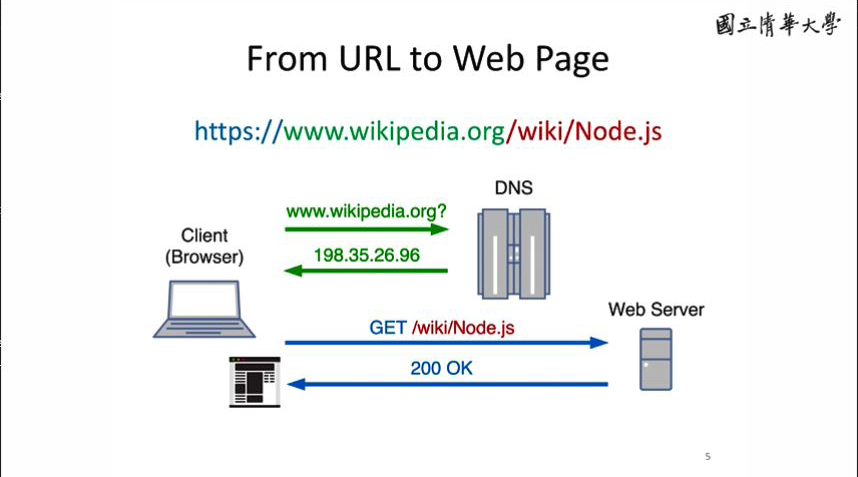 國立清華大學
From URL to Web Page
https://www.wikipedia.org/wiki/Node.js
DNS
www.wikipedia.org?
Client
(Browser)
198.35.26.96
Web Server
GET /wiki/Node.js
200 OK
5